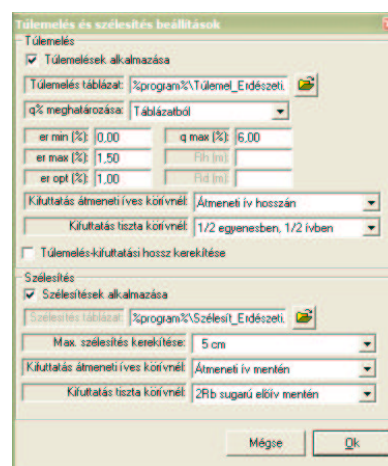 Túlemelés és szélesítés beállítások
Túlemelés
Túlemelések alkalmazása
Túlemelés táblázat: %program%\Túlemel_Erdészeti.
q% meghatározása: Táblázatból
er min (%): 0,00 q max (%): 6,00
er max (%): 1,50 Rh (m):
er opt (%): 1,00 Rd (m):
Kifuttatás átmeneti íves körívnél: Átmeneti ív hosszán
Kifuttatás tiszta körívnél: 1/2 egyenesben, 1/2 ívben
Túlemelés-kifuttatási hossz kerekítése
Szélesítés
Szélesítések alkalmazása
Szélesítés táblázat: %program%\Szélesít_Erdészeti.
Max. szélesítés kerekítése: 5 cm
Kifuttatás átmeneti íves körívnél: Átmeneti ív mentén
Kifuttatás tiszta körívnél: 2Rb sugarú előív mentén
Mégse Ok